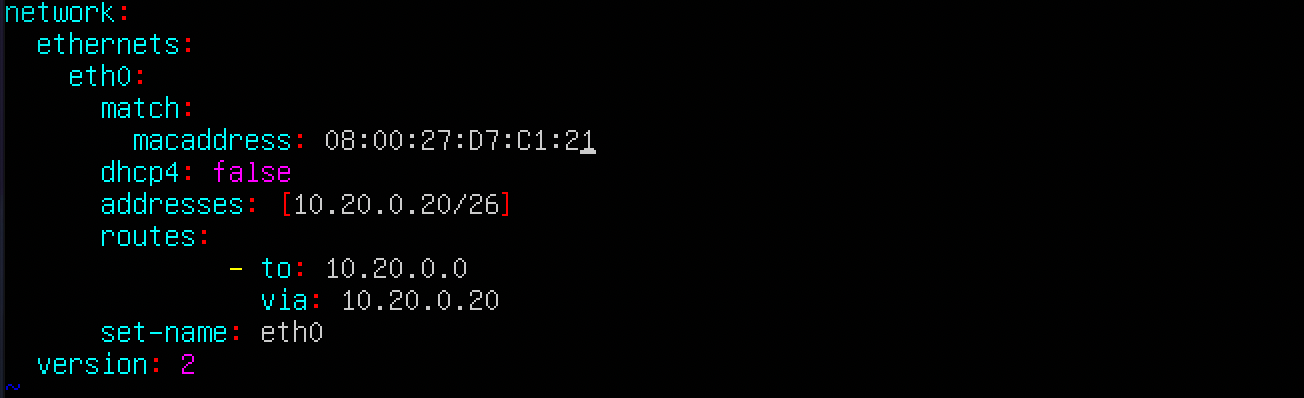 network:
  ethernets:
    eth0:
      match:
        macaddress: 08:00:27:D7:C1:21
      dhcp4: false
      addresses: [10.20.0.20/26]
      routes:
              - to: 10.20.0.0
                via: 10.20.0.20
      set-name: eth0
  version: 2
~